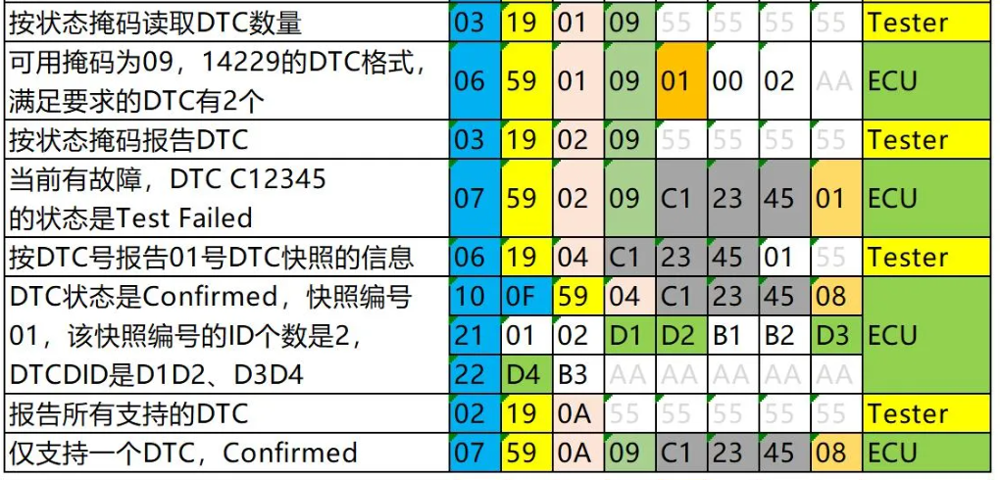 按状态掩码读取DTC数量 03 19 01 09 55 55 55 55 Tester
可用掩码为09，14229的DTC格式，
满足要求的DTC有2个 06 59 01 09 01 00 02 AA ECU
按状态掩码报告DTC 03 19 02 09 55 55 55 55 Tester
当前有故障，DTC C12345
的状态是Test Failed 07 59 02 09 C1 23 45 01 ECU
按DTC号报告01号DTC快照的信息 06 19 04 C1 23 45 01 55 Tester
DTC状态是Confirmed，快照编号 10 0F 59 04 C1 23 45 08
01，该快照编号的ID个数是2， 21 01 02 D1 D2 B1 B2 D3 ECU
DTCDID是D1D2、D3D4 22 D4 B3 AA AA AA AA AA
报告所有支持的DTC 02 19 0A 55 55 55 55 55 Tester
仅支持一个DTC，Confirmed 07 59 0A 09 C1 23 45 08 ECU